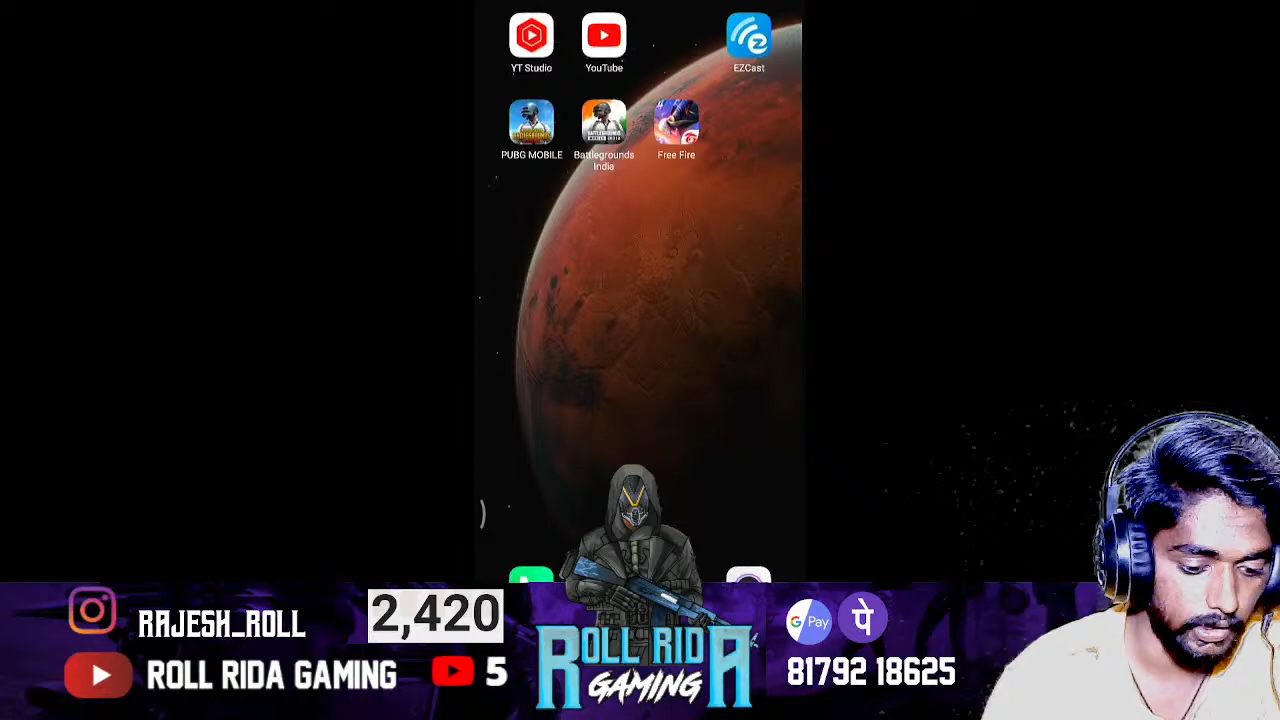 YT Studio
YouTube
EZCast
PUBG MOBILE
Battlegrounds
India
Free Fire
RAJESH_ROLL
2,420
ROLL RIDA GAMING
5
ROLL RIDA
GAMING
G Pay
पे
81792 18625